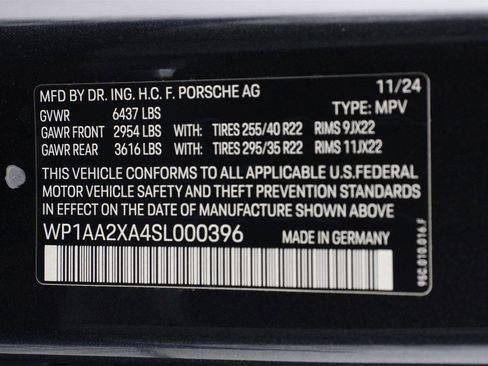 MFD BY DR. ING. H.C. F. PORSCHE AG 11/24
GVWR 6437 LBS TYPE: MPV
GAWR FRONT 2954 LBS WITH: TIRES 255/40 R22 RIMS 9JX22
GAWR REAR 3616 LBS WITH: TIRES 295/35 R22 RIMS 11JX22
THIS VEHICLE CONFORMS TO ALL APPLICABLE U.S.FEDERAL
MOTOR VEHICLE SAFETY AND THEFT PREVENTION STANDARDS
IN EFFECT ON THE DATE OF MANUFACTURE SHOWN ABOVE
WP1AA2XA4SL000396 MADE IN GERMANY
95C.010.016.F